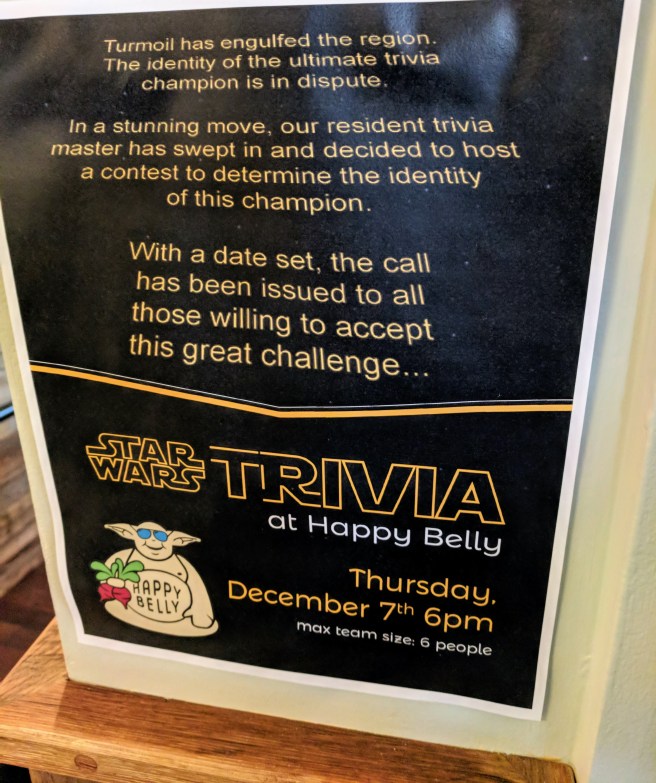 Turmoil has engulfed the region.
The identity of the ultimate trivia
champion is in dispute.
In a stunning move, our resident trivia
master has swept in and decided to host
a contest to determine the identity
of this champion.
With a date set, the call
has been issued to all
those willing to accept
this great challenge...
STAR
WARS
TRIVIA
at Happy Belly
HAPPY
BELLY
Thursday,
December 7th 6pm
max team size: 6 people